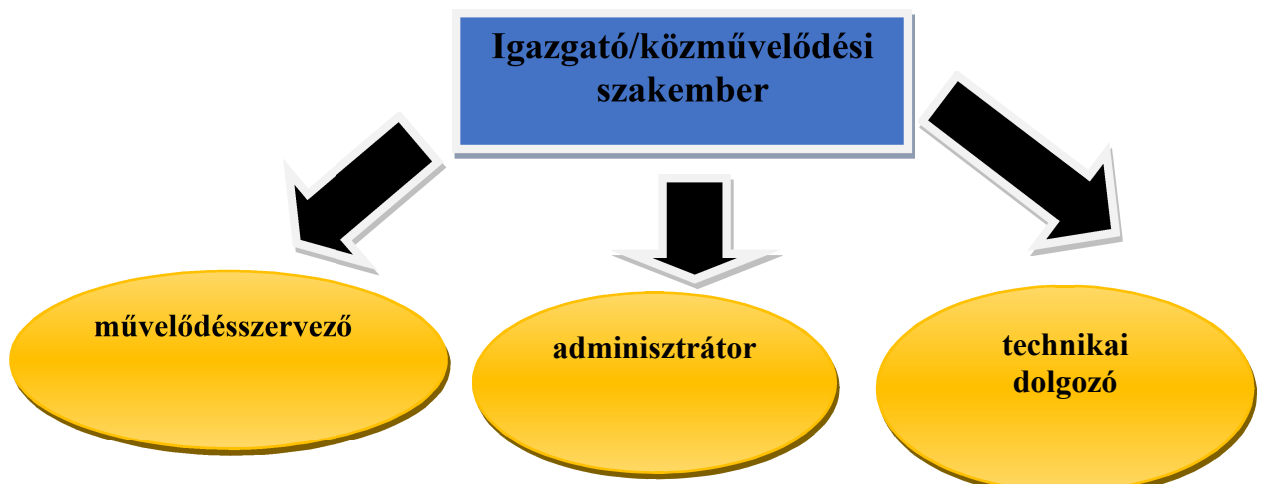 Igazgató/közművelődési
szakember
művelődésszervező
adminisztrátor
technikai
dolgozó